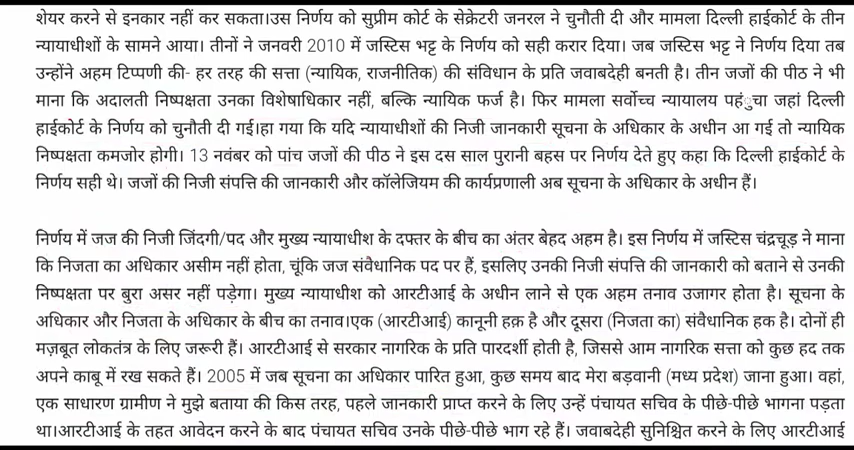 शेयर करने से इनकार नहीं कर सकता।उस निर्णय को सुप्रीम कोर्ट के सेक्रेटरी जनरल ने चुनौती दी और मामला दिल्ली हाईकोर्ट के तीन
न्यायाधीशों के सामने आया। तीनों ने जनवरी 2010 में जस्टिस भट्ट के निर्णय को सही करार दिया। जब जस्टिस भट्ट ने निर्णय दिया तब
उन्होंने अहम टिप्पणी की- हर तरह की सत्ता (न्यायिक, राजनीतिक) की संविधान के प्रति जवाबदेही बनती है। तीन जजों की पीठ ने भी
माना कि अदालती निष्पक्षता उनका विशेषाधिकार नहीं, बल्कि न्यायिक फर्ज है। फिर मामला सर्वोच्च न्यायालय पहंुचा जहां दिल्ली
हाईकोर्ट के निर्णय को चुनौती दी गई।हा गया कि यदि न्यायाधीशों की निजी जानकारी सूचना के अधिकार के अधीन आ गई तो न्यायिक
निष्पक्षता कमजोर होगी। 13 नवंबर को पांच जजों की पीठ ने इस दस साल पुरानी बहस पर निर्णय देते हुए कहा कि दिल्ली हाईकोर्ट के
निर्णय सही थे। जजों की निजी संपत्ति की जानकारी और कॉलेजियम की कार्यप्रणाली अब सूचना के अधिकार के अधीन हैं।
निर्णय में जज की निजी जिंदगी/पद और मुख्य न्यायाधीश के दफ्तर के बीच का अंतर बेहद अहम है। इस निर्णय में जस्टिस चंद्रचूड़ ने माना
कि निजता का अधिकार असीम नहीं होता, चूंकि जज संवैधानिक पद पर हैं, इसलिए उनकी निजी संपत्ति की जानकारी को बताने से उनकी
निष्पक्षता पर बुरा असर नहीं पड़ेगा। मुख्य न्यायाधीश को आरटीआई के अधीन लाने से एक अहम तनाव उजागर होता है। सूचना के
अधिकार और निजता के अधिकार के बीच का तनाव।एक (आरटीआई) कानूनी हक़ है और दूसरा (निजता का) संवैधानिक हक है। दोनों ही
मज़बूत लोकतंत्र के लिए जरूरी हैं। आरटीआई से सरकार नागरिक के प्रति पारदर्शी होती है, जिससे आम नागरिक सत्ता को कुछ हद तक
अपने काबू में रख सकते हैं। 2005 में जब सूचना का अधिकार पारित हुआ, कुछ समय बाद मेरा बड़वानी (मध्य प्रदेश) जाना हुआ। वहां,
एक साधारण ग्रामीण ने मुझे बताया की किस तरह, पहले जानकारी प्राप्त करने के लिए उन्हें पंचायत सचिव के पीछे-पीछे भागना पड़ता
था।आरटीआई के तहत आवेदन करने के बाद पंचायत सचिव उनके पीछे-पीछे भाग रहे हैं। जवाबदेही सुनिश्चित करने के लिए आरटीआई